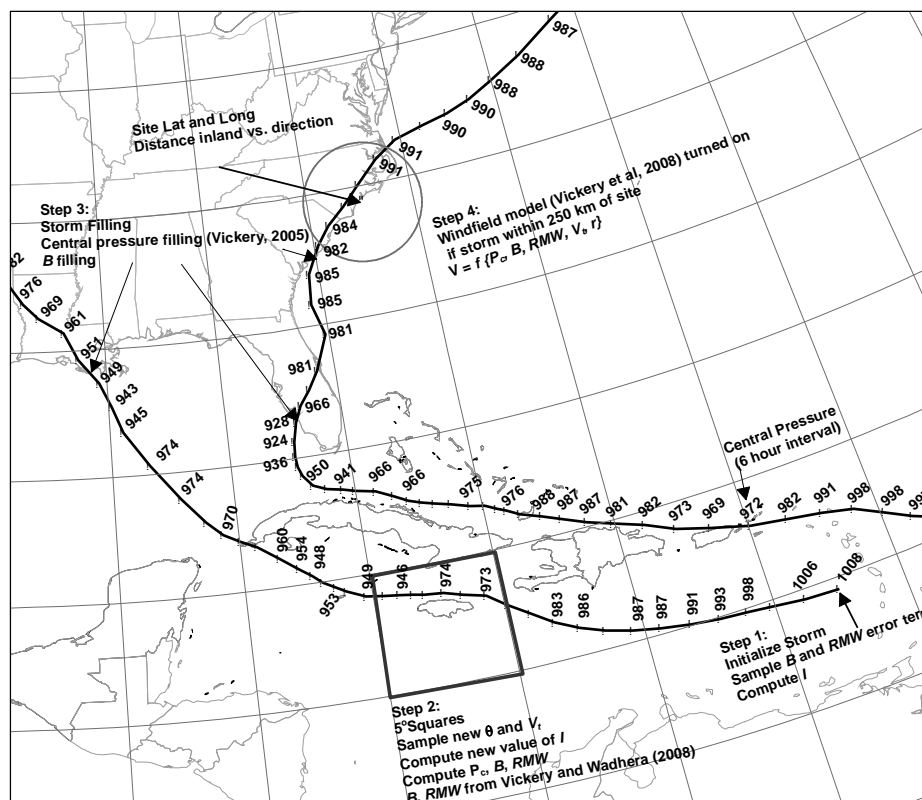 987
988
988
990
990
991
991
Site Lat and Long
Distance inland vs. direction
Step 4:
Windfield model (Vickery et al, 2008) turned on
if storm within 250 km of site
V = f {Pc, B, RMW, Vt, r}
Step 3:
Storm Filling
Central pressure filling (Vickery, 2005)
B filling
984
982
985
985
981
981
966
928
924
936
950
941
966
966
975
976
988
987
987
981
982
973
969
972
982
991
998
998
Central Pressure
(6 hour interval)
82
976
969
961
951
949
943
945
974
974
970
960
954
948
953
949
946
974
973
983
986
987
987
991
993
998
1006
1008
Step 1:
Initialize Storm
Sample B and RMW error
Compute I
Step 2:
5°Squares
Sample new θ and Vt
Compute new value of I
Compute Pc, B, RMW
B, RMW from Vickery and Wadhera (2008)